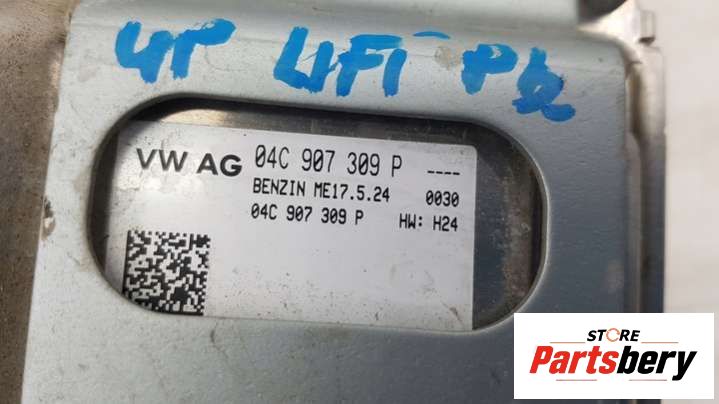 UP LIFT PQ
VW AG 04C 907 309 P ----
BENZIN ME17.5.24 0030
04C 907 309 P HW: H24
STORE
Partsbery